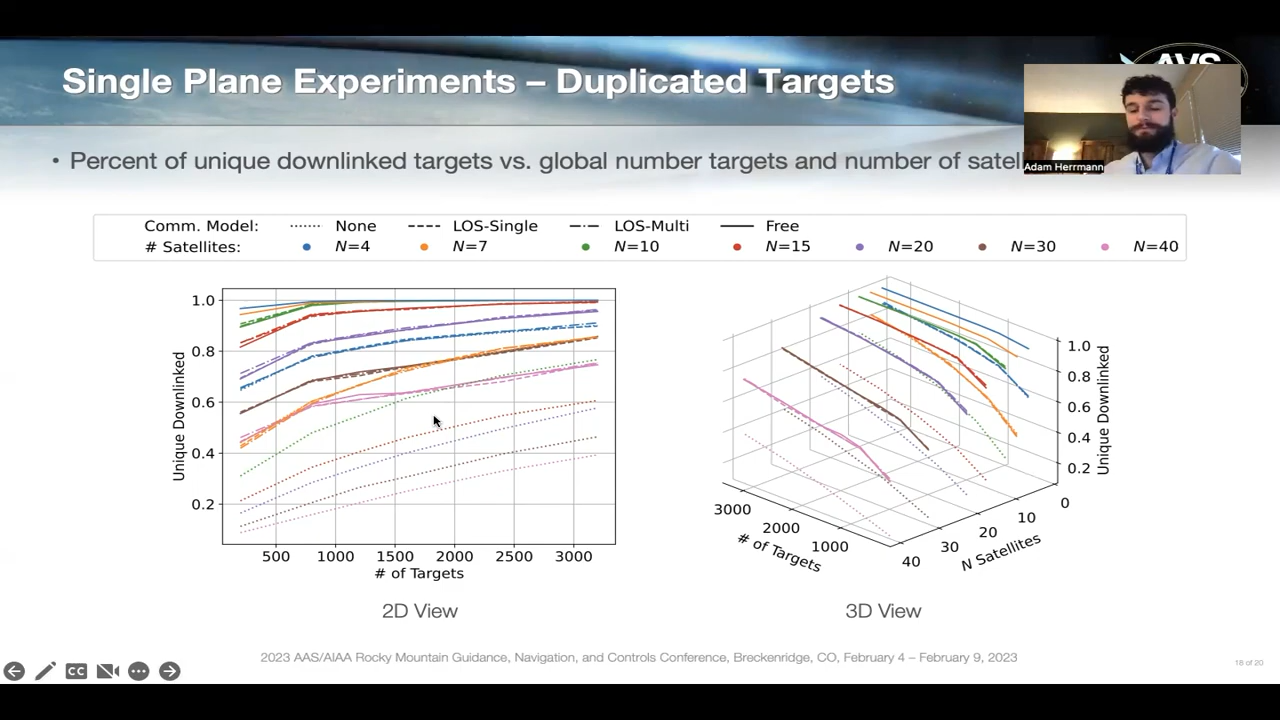 AVS
Single Plane Experiments – Duplicated Targets
• Percent of unique downlinked targets vs. global number targets and number of
Adam Herrmann
Comm. Model: None LOS-Single LOS-Multi Free
# Satellites: N=4 N=7 N=10 N=15 N=20 N=30 N=40
1.0
0.8
0.6
0.4
0.2
Unique Downlinked
500 1000 1500 2000 2500 3000
# of Targets
2D View
1.0
0.8
0.6
0.4
0.2
Unique Downlinked
3000
2000
1000
# of Targets
40
30
20
10
0
N Satellites
3D View
2023 AAS/AIAA Rocky Mountain Guidance, Navigation, and Controls Conference, Breckenridge, CO, February 4 – February 9, 2023
18 of 20
CC